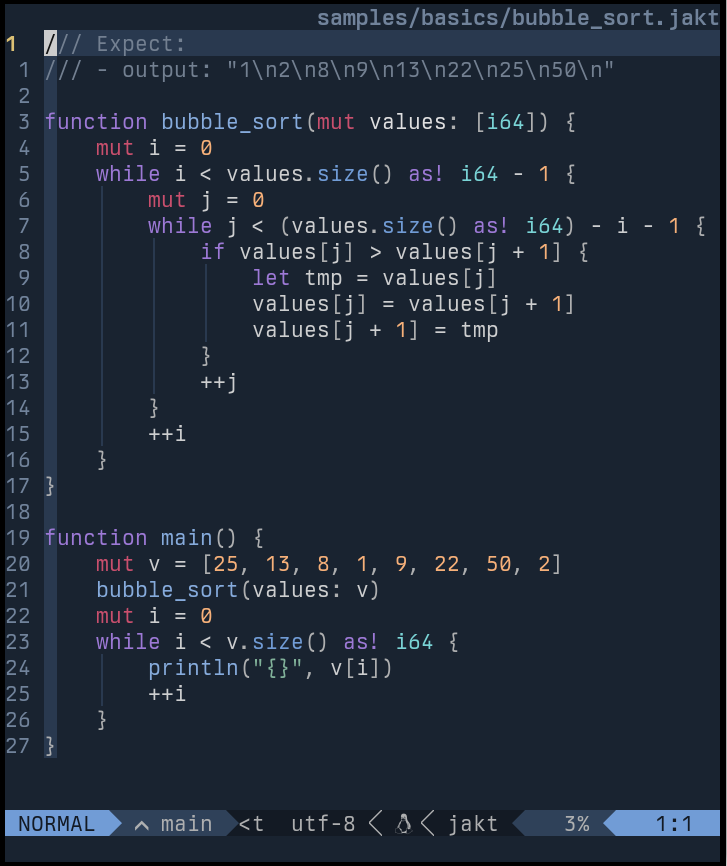 samples/basics/bubble_sort.jakt
1 /// Expect:
1 /// - output: "1\n2\n8\n9\n13\n22\n25\n50\n"
2
3 function bubble_sort(mut values: [i64]) {
4     mut i = 0
5     while i < values.size() as! i64 - 1 {
6         mut j = 0
7         while j < (values.size() as! i64) - i - 1 {
8             if values[j] > values[j + 1] {
9                 let tmp = values[j]
10                 values[j] = values[j + 1]
11                 values[j + 1] = tmp
12             }
13             ++j
14         }
15         ++i
16     }
17 }
18
19 function main() {
20     mut v = [25, 13, 8, 1, 9, 22, 50, 2]
21     bubble_sort(values: v)
22     mut i = 0
23     while i < v.size() as! i64 {
24         println("{}", v[i])
25         ++i
26     }
27 }
NORMAL main <t utf-8 jakt 3% 1:1